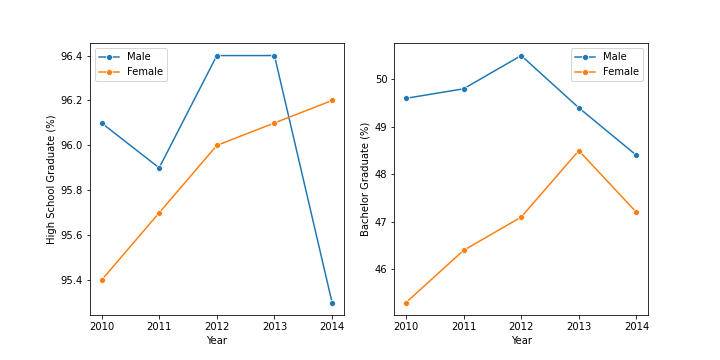 Male
Female
96.4
96.2
96.0
95.8
95.6
95.4
High School Graduate (%)
2010 2011 2012 2013 2014
Year
Male
Female
50
49
48
47
46
Bachelor Graduate (%)
2010 2011 2012 2013 2014
Year